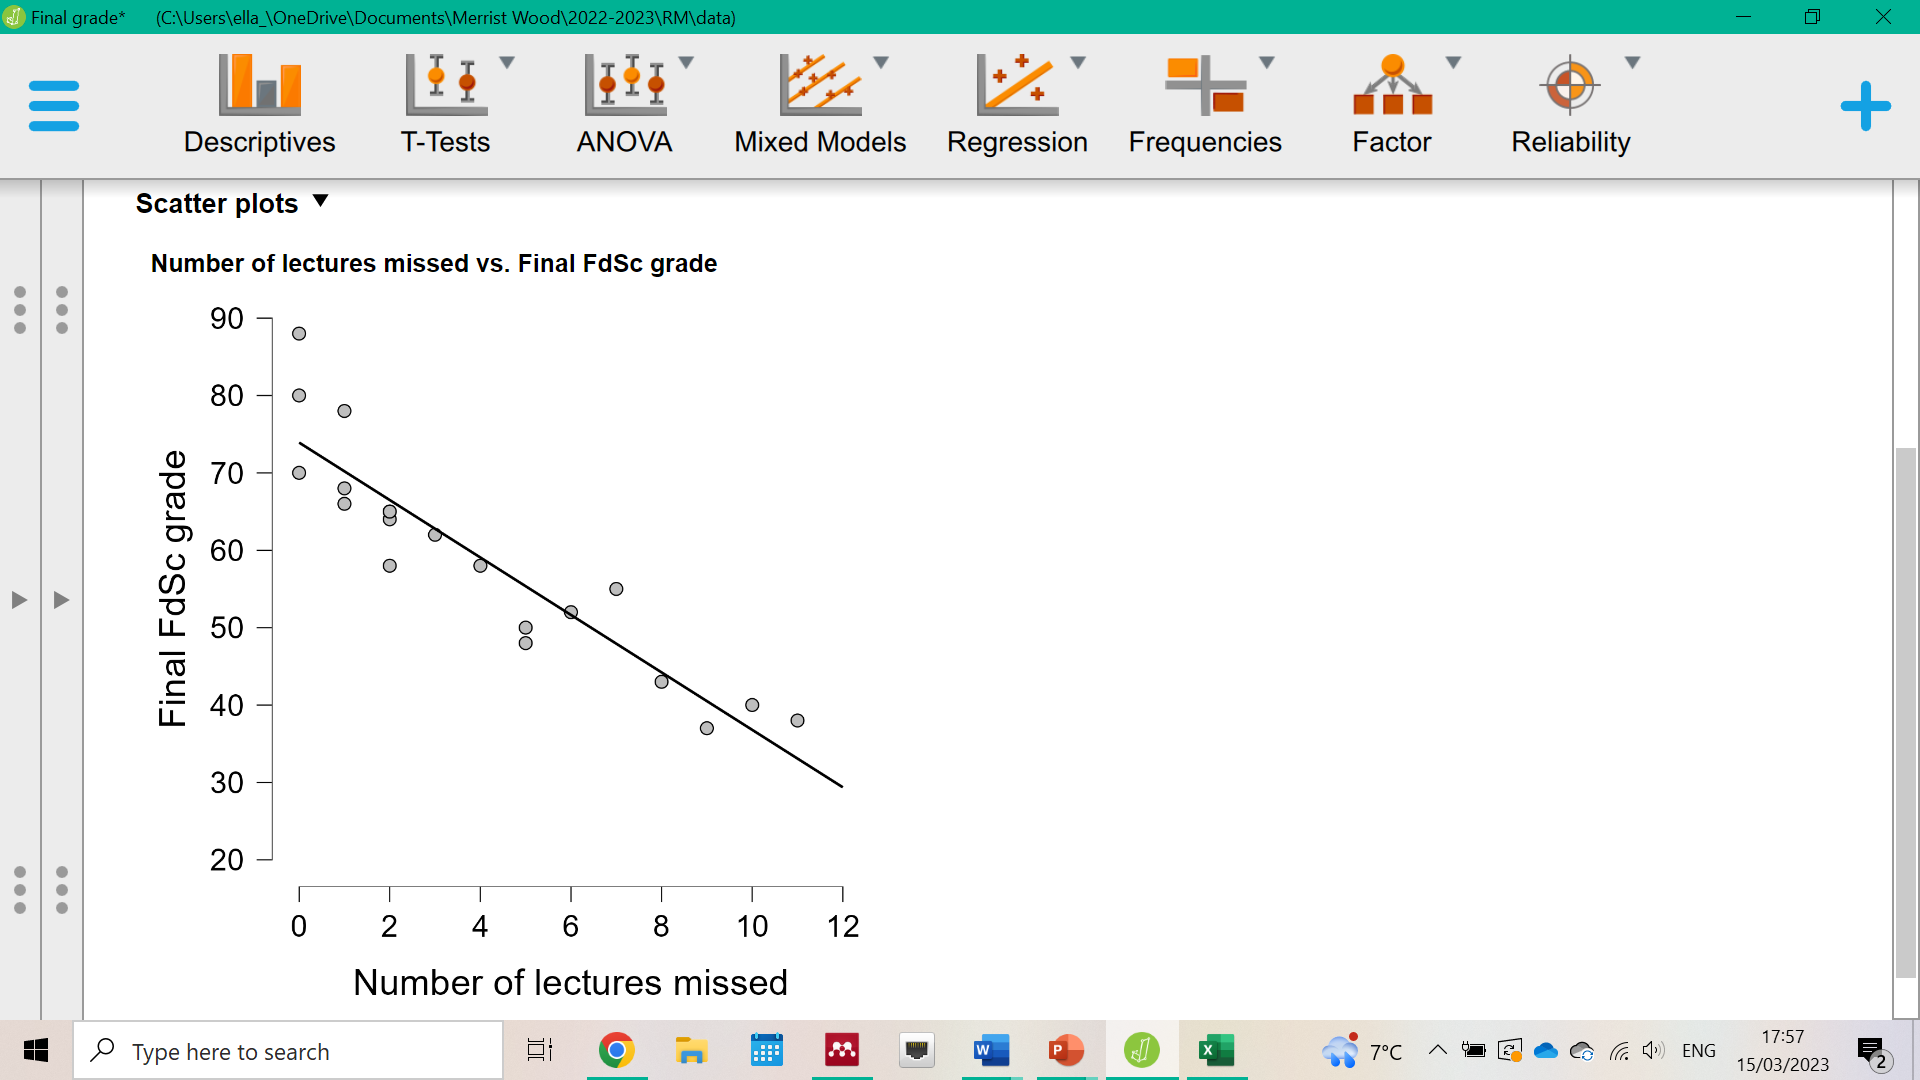 Final grade* (C:\Users\ella_\OneDrive\Documents\Merrist Wood\2022-2023\RM\data)
Descriptives T-Tests ANOVA Mixed Models Regression Frequencies Factor Reliability
Scatter plots
Number of lectures missed vs. Final FdSc grade
90
80
70
60
50
40
30
20
Final FdSc grade
0 2 4 6 8 10 12
Number of lectures missed
Type here to search
W
P
X
7°C
ENG
17:57
15/03/2023
2